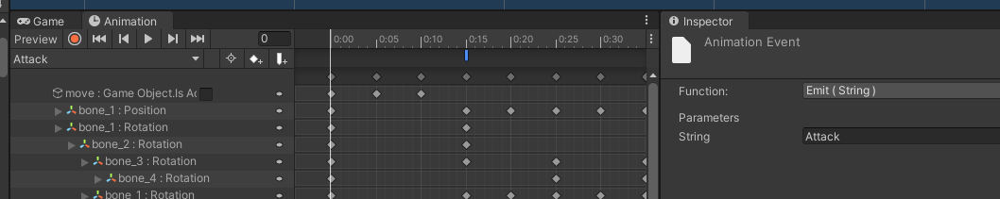 Game
Animation
Inspector
Preview
0
0:00
0:05
0:10
0:15
0:20
0:25
0:30
Animation Event
Attack
Function:
Emit ( String )
move : Game Object.Is Ac
Parameters
bone_1 : Position
bone_1 : Rotation
String
Attack
bone_2 : Rotation
bone_3 : Rotation
bone_4 : Rotation
bone_1 : Rotation